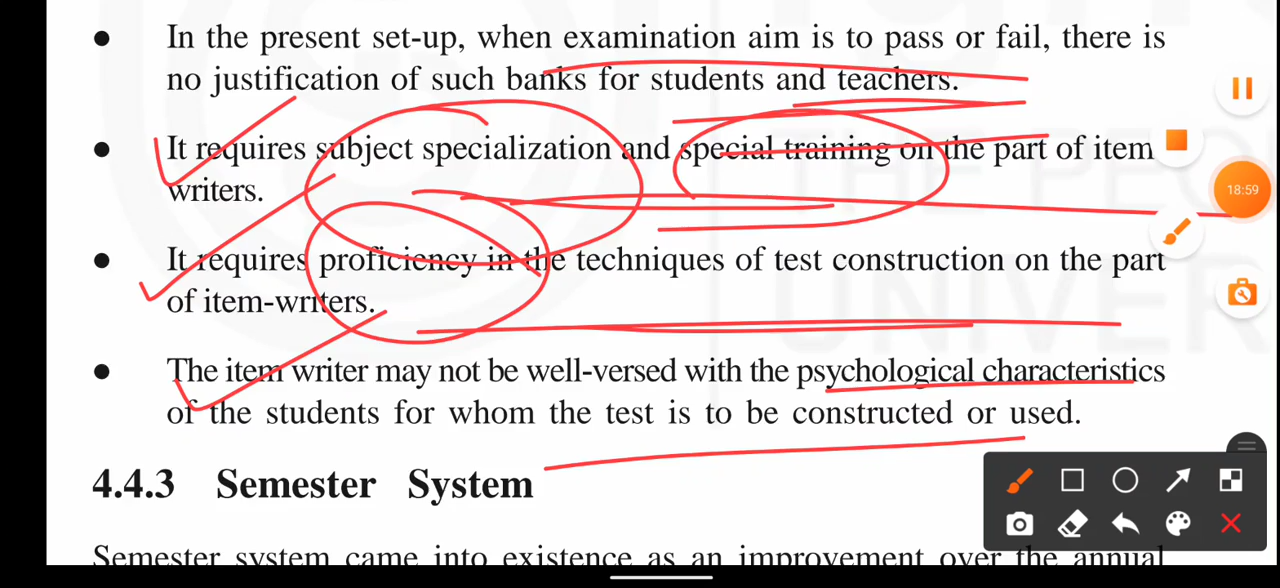 ● In the present set-up, when examination aim is to pass or fail, there is
no justification of such banks for students and teachers.
● It requires subject specialization and special training on the part of item
writers.
● It requires proficiency in the techniques of test construction on the part
of item-writers.
● The item writer may not be well-versed with the psychological characteristics
of the students for whom the test is to be constructed or used.
4.4.3 Semester System
Semester system came into existence as an improvement over the annual
18:59